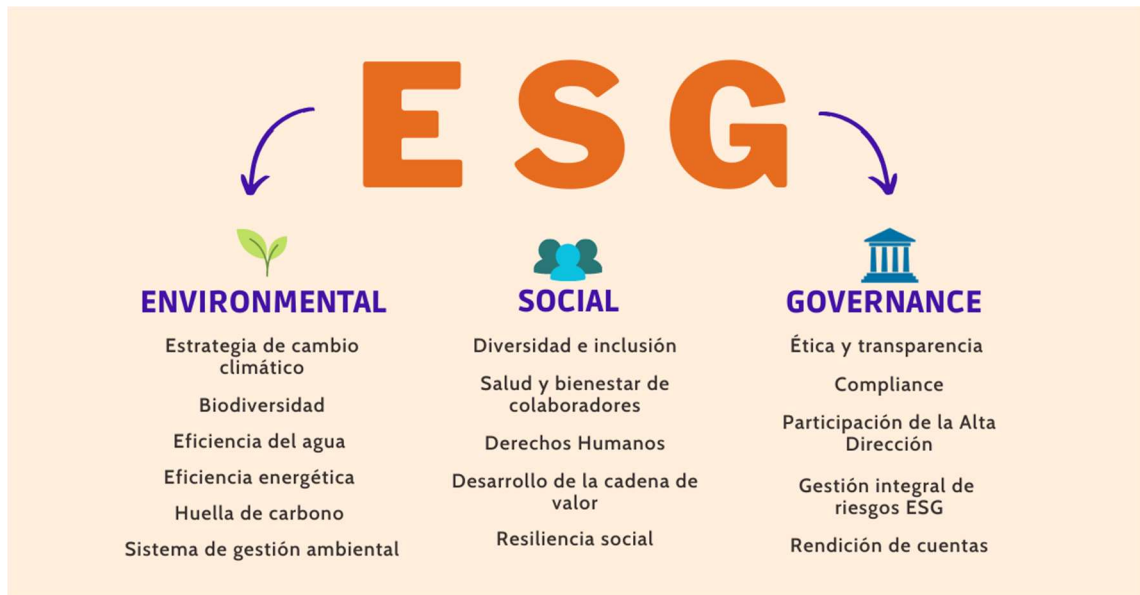 ESG
ENVIRONMENTAL
Estrategia de cambio
climático
Biodiversidad
Eficiencia del agua
Eficiencia energética
Huella de carbono
Sistema de gestión ambiental
SOCIAL
Diversidad e inclusión
Salud y bienestar de
colaboradores
Derechos Humanos
Desarrollo de la cadena de
valor
Resiliencia social
GOVERNANCE
Ética y transparencia
Compliance
Participación de la Alta
Dirección
Gestión integral de
riesgos ESG
Rendición de cuentas